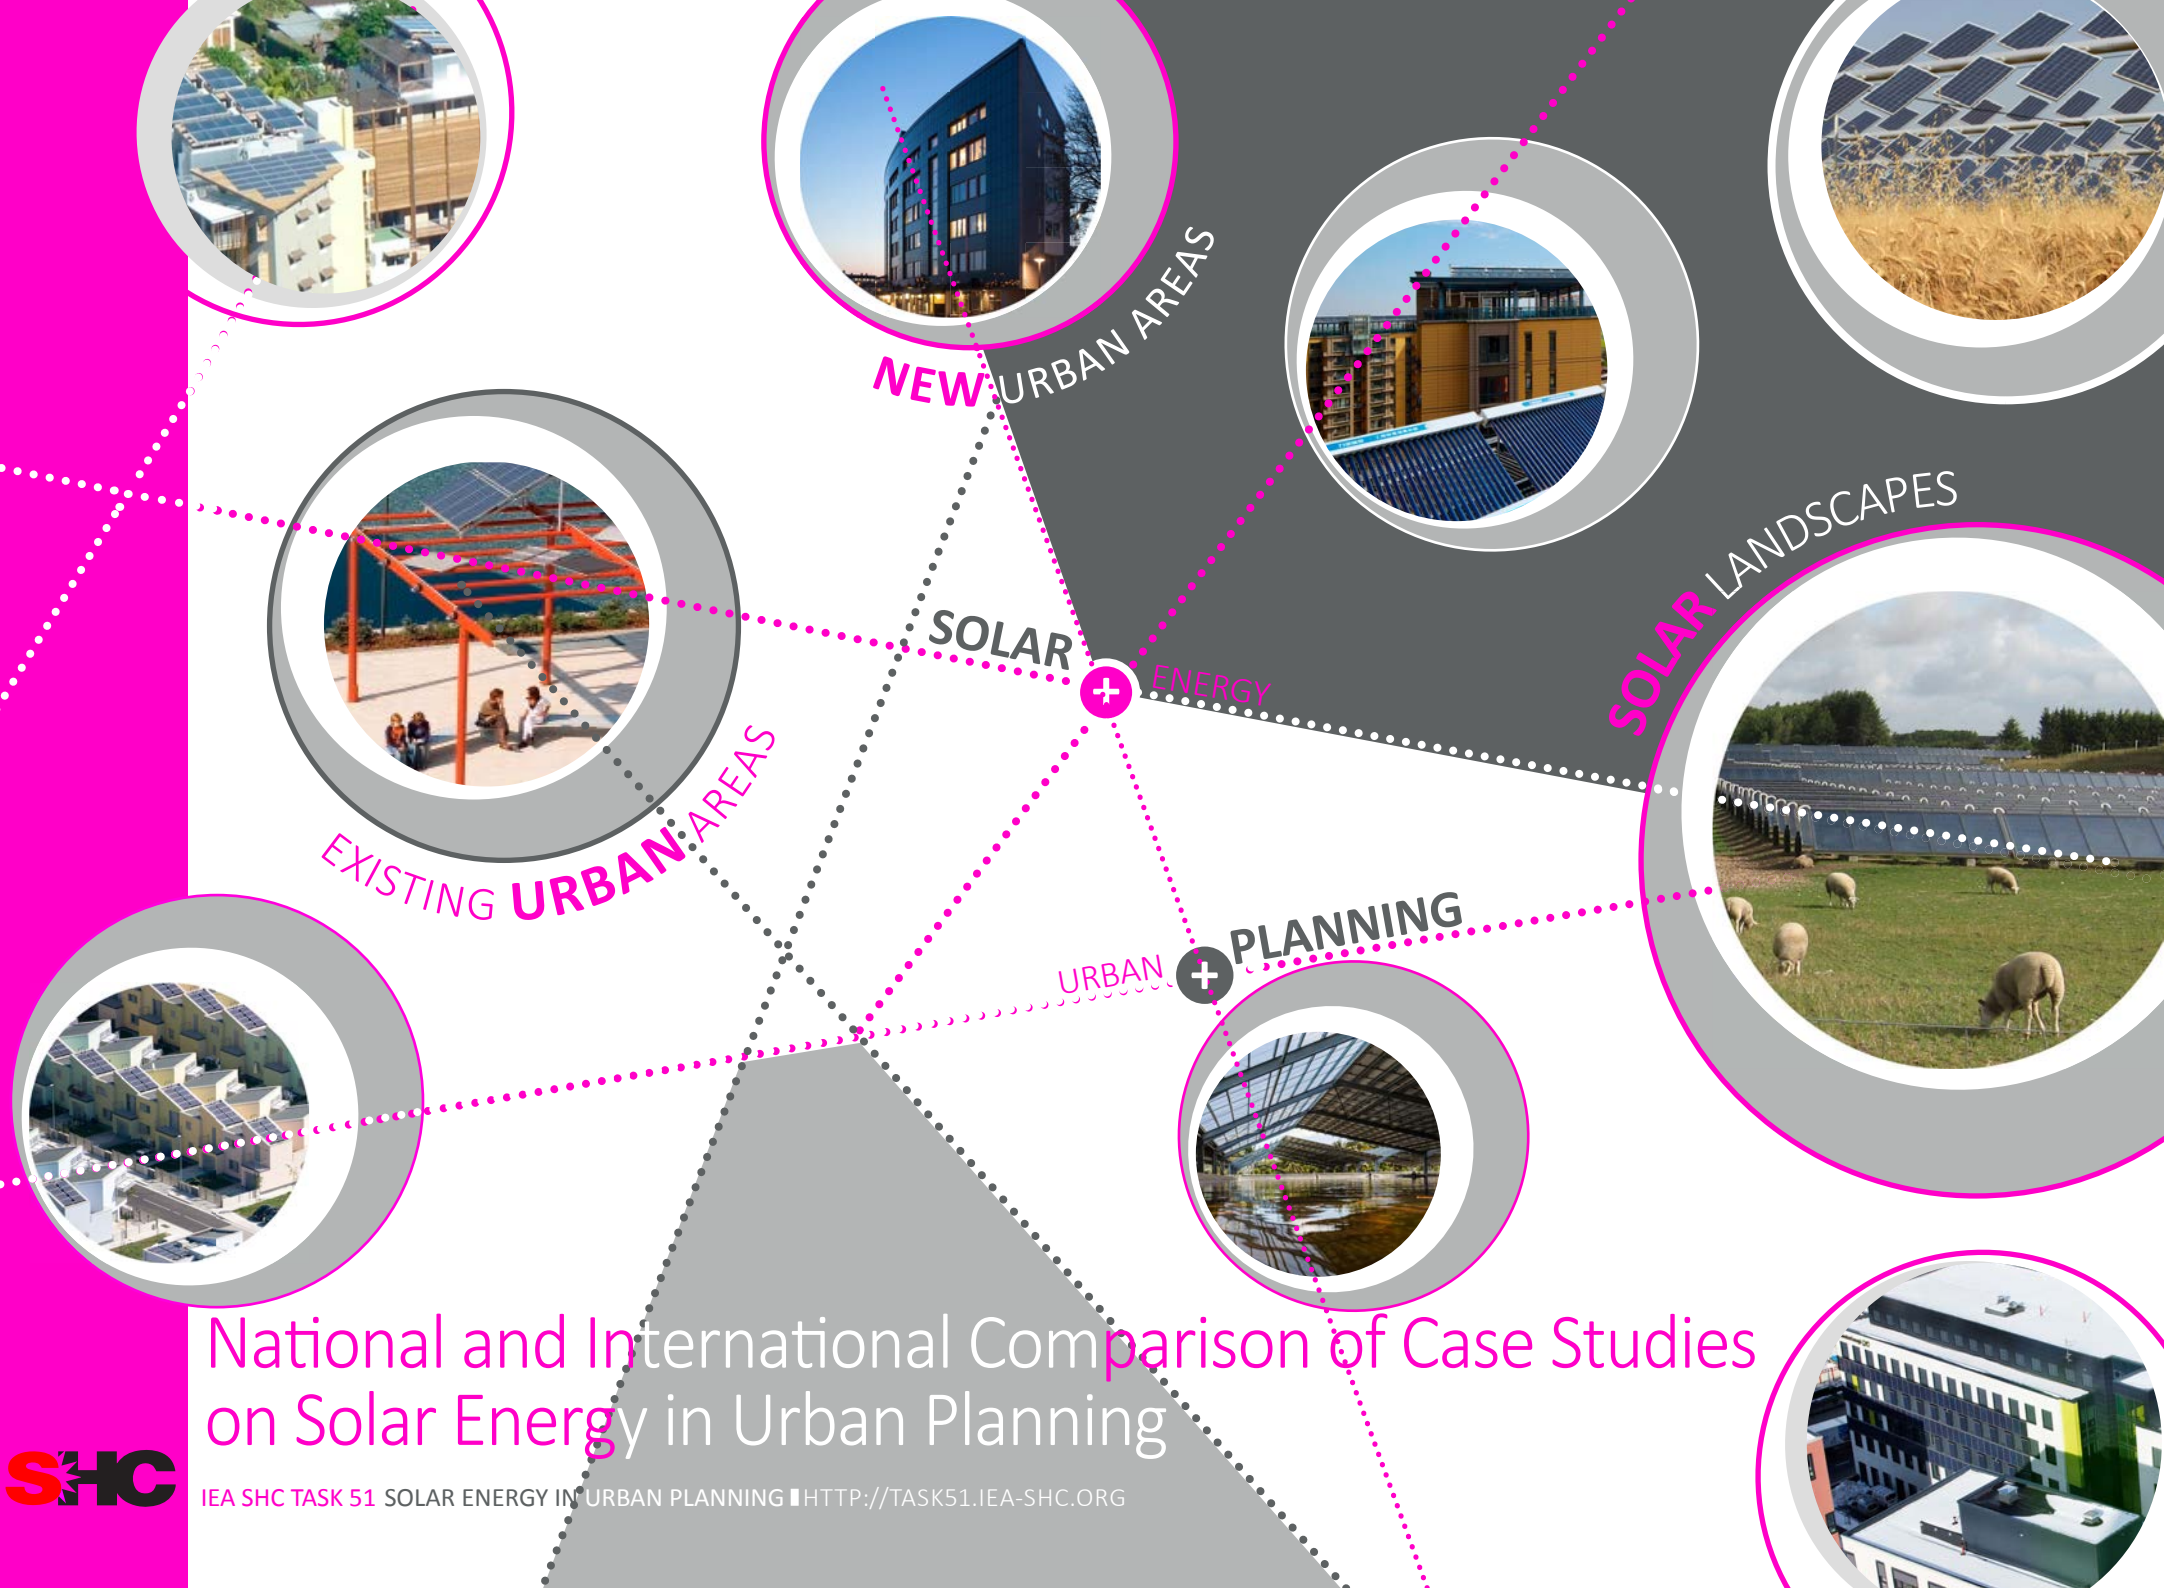 NEW URBAN AREAS
SOLAR LANDSCAPES
SOLAR
ENERGY
EXISTING URBAN AREAS
PLANNING
URBAN
National and International Comparison of Case Studies
on Solar Energy in Urban Planning
SHC
IEA SHC TASK 51 SOLAR ENERGY IN URBAN PLANNING HTTP://TASK51.IEA-SHC.ORG